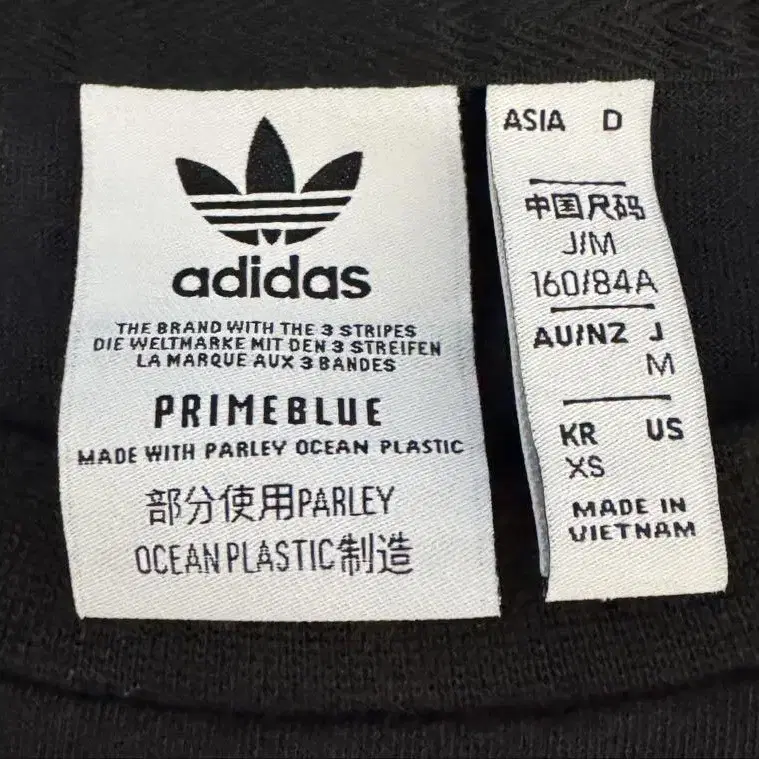 adidas
THE BRAND WITH THE 3 STRIPES
DIE WELTMARKE MIT DEN 3 STREIFEN
LA MARQUE AUX 3 BANDES
PRIMEBLUE
MADE WITH PARLEY OCEAN PLASTIC
部分使用PARLEY
OCEAN PLASTIC制造
ASIA D
中国尺码
J/M
160/84A
AU/NZ J
M
KR US
XS
MADE IN
VIETNAM